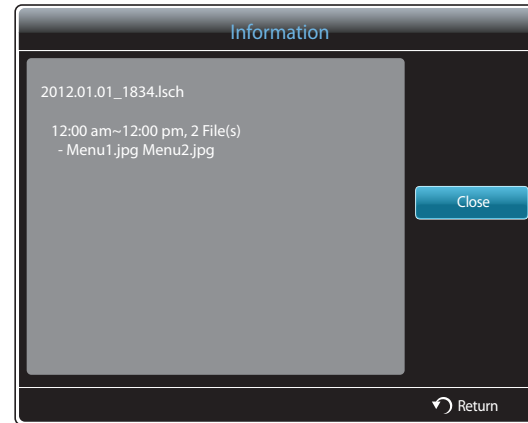 Information
2012.01.01_1834.lsch
12:00 am~12:00 pm, 2 File(s)
- Menu1.jpg Menu2.jpg
Close
Return